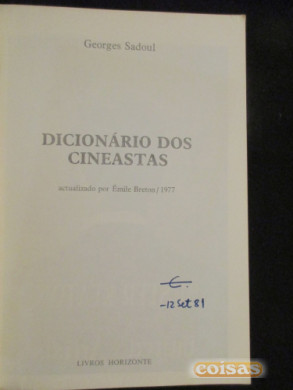 Georges Sadoul
DICIONÁRIO DOS
CINEASTAS
actualizado por Émile Breton/1977
-12 Set 81
LIVROS HORIZONTE
coisas